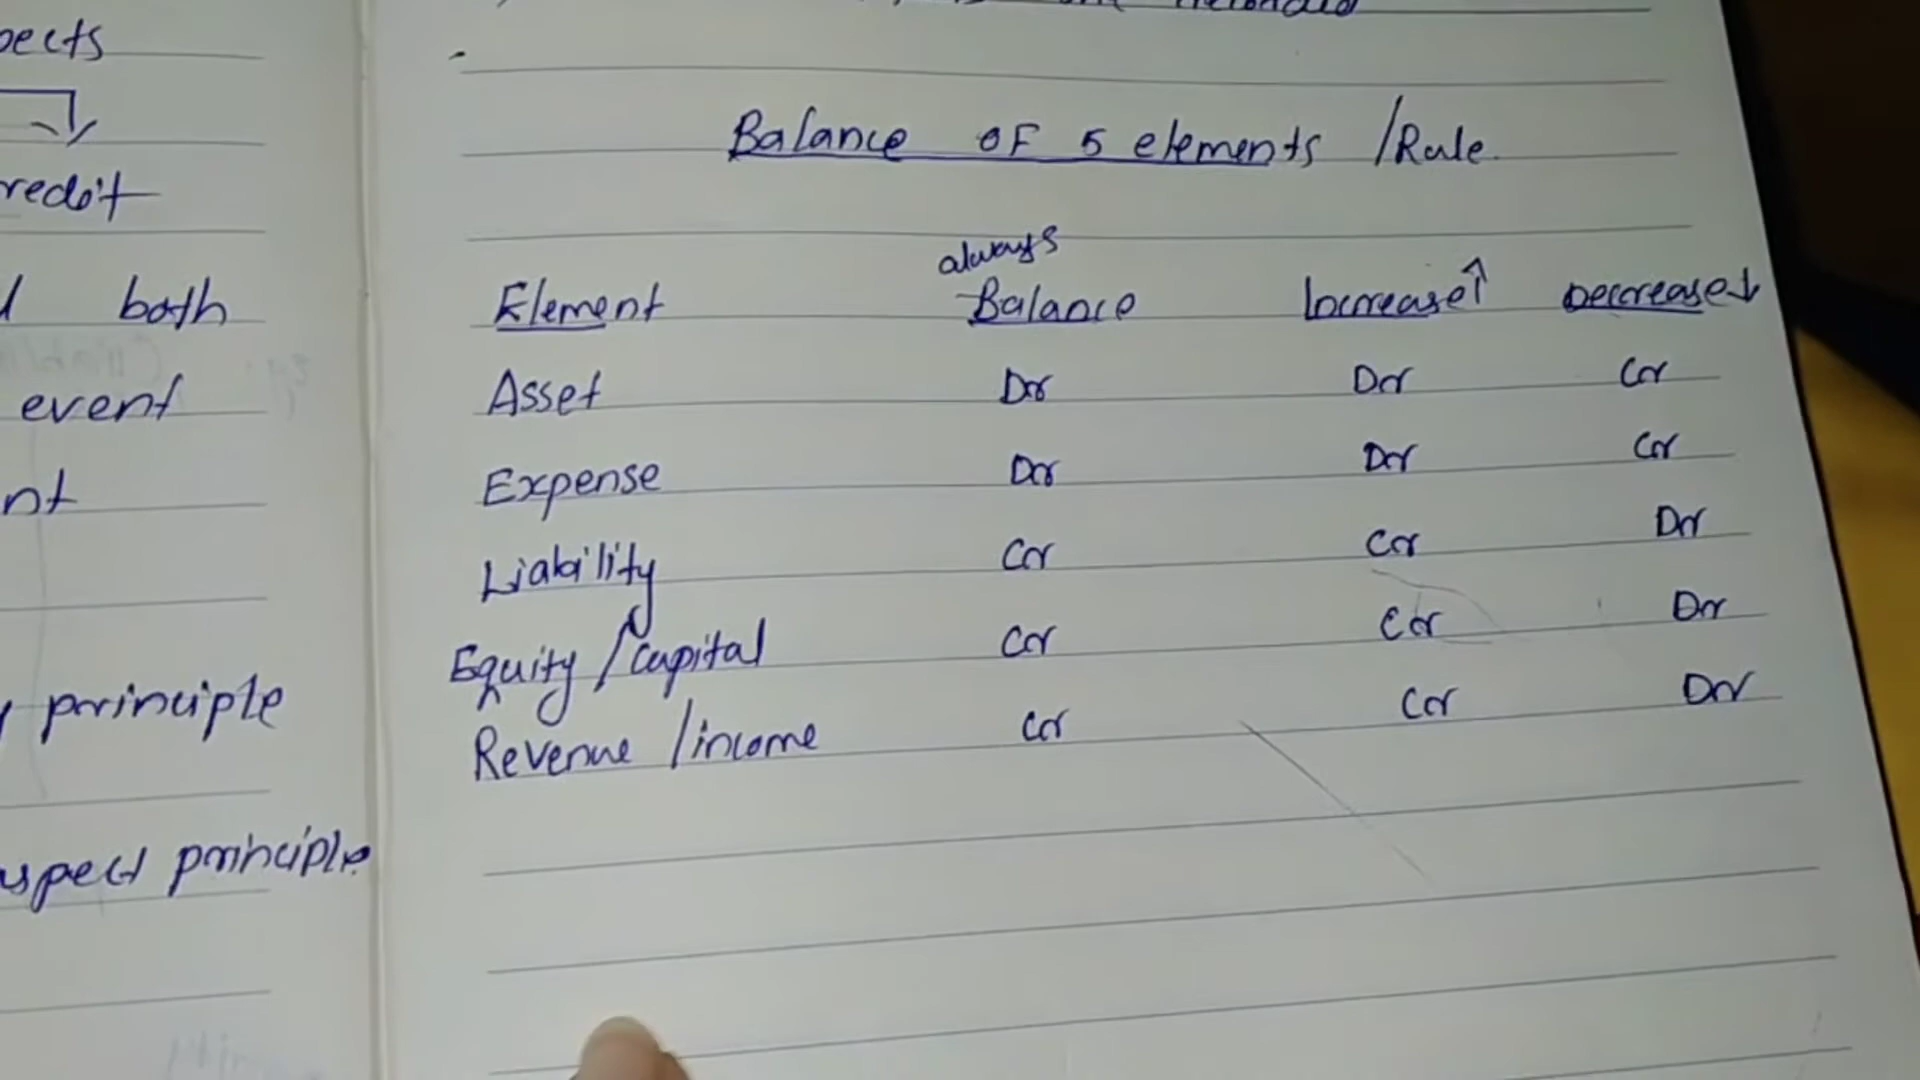 pects
redit
both
event
nt
principle
aspect principle
Balance OF 5 elements /Rule.
always
Element Balance Increase↑ Decrease↓
Asset Dr Dr Cr
Expense Dr Dr Cr
Liability Cr Cr Dr
Equity /capital Cr Cr Dr
Revenue /income Cr Cr Dr